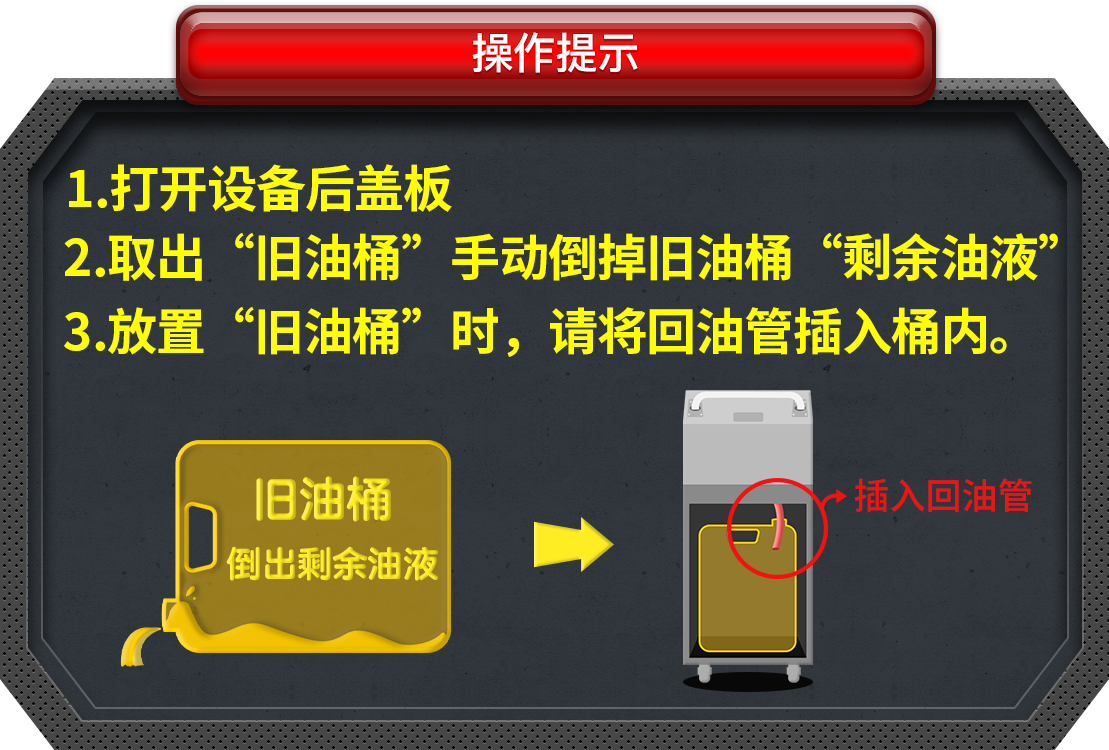 操作提示
1.打开设备后盖板
2.取出“旧油桶”手动倒掉旧油桶“剩余油液”
3.放置“旧油桶”时，请将回油管插入桶内。
旧油桶
倒出剩余油液
插入回油管